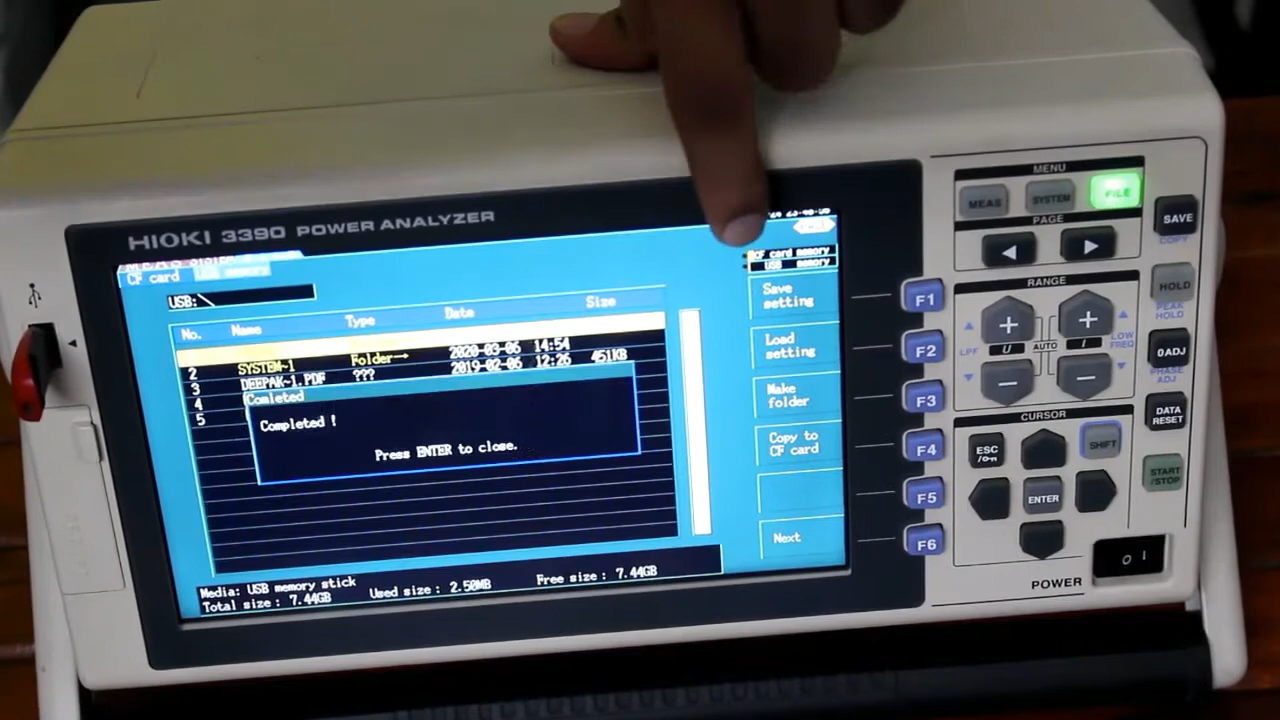 HIOKI 3390 POWER ANALYZER
CF card USB memory
USB:\
No. Name Type Date Size
2 SYSTEM-1 Folder→ 2020-03-06 14:54
3 DEEPAK-1.PDF ??? 2019-02-06 12:26 451KB
4
5
Comleted
Completed !
Press ENTER to close.
Media: USB memory stick
Total size : 7.44GB Used size : 2.50MB Free size : 7.44GB
CF card memory
USB memory
Save setting
Load setting
Make folder
Copy to CF card
Next
F1
F2
F3
F4
F5
F6
MENU
MEAS SYSTEM FILE
PAGE
SAVE
COPY
RANGE
HOLD
PEAK HOLD
+ +
LPF U AUTO I LOW FREQ
− −
0ADJ
PHASE ADJ
CURSOR
DATA RESET
ESC SHIFT
ENTER
START /STOP
POWER
O I